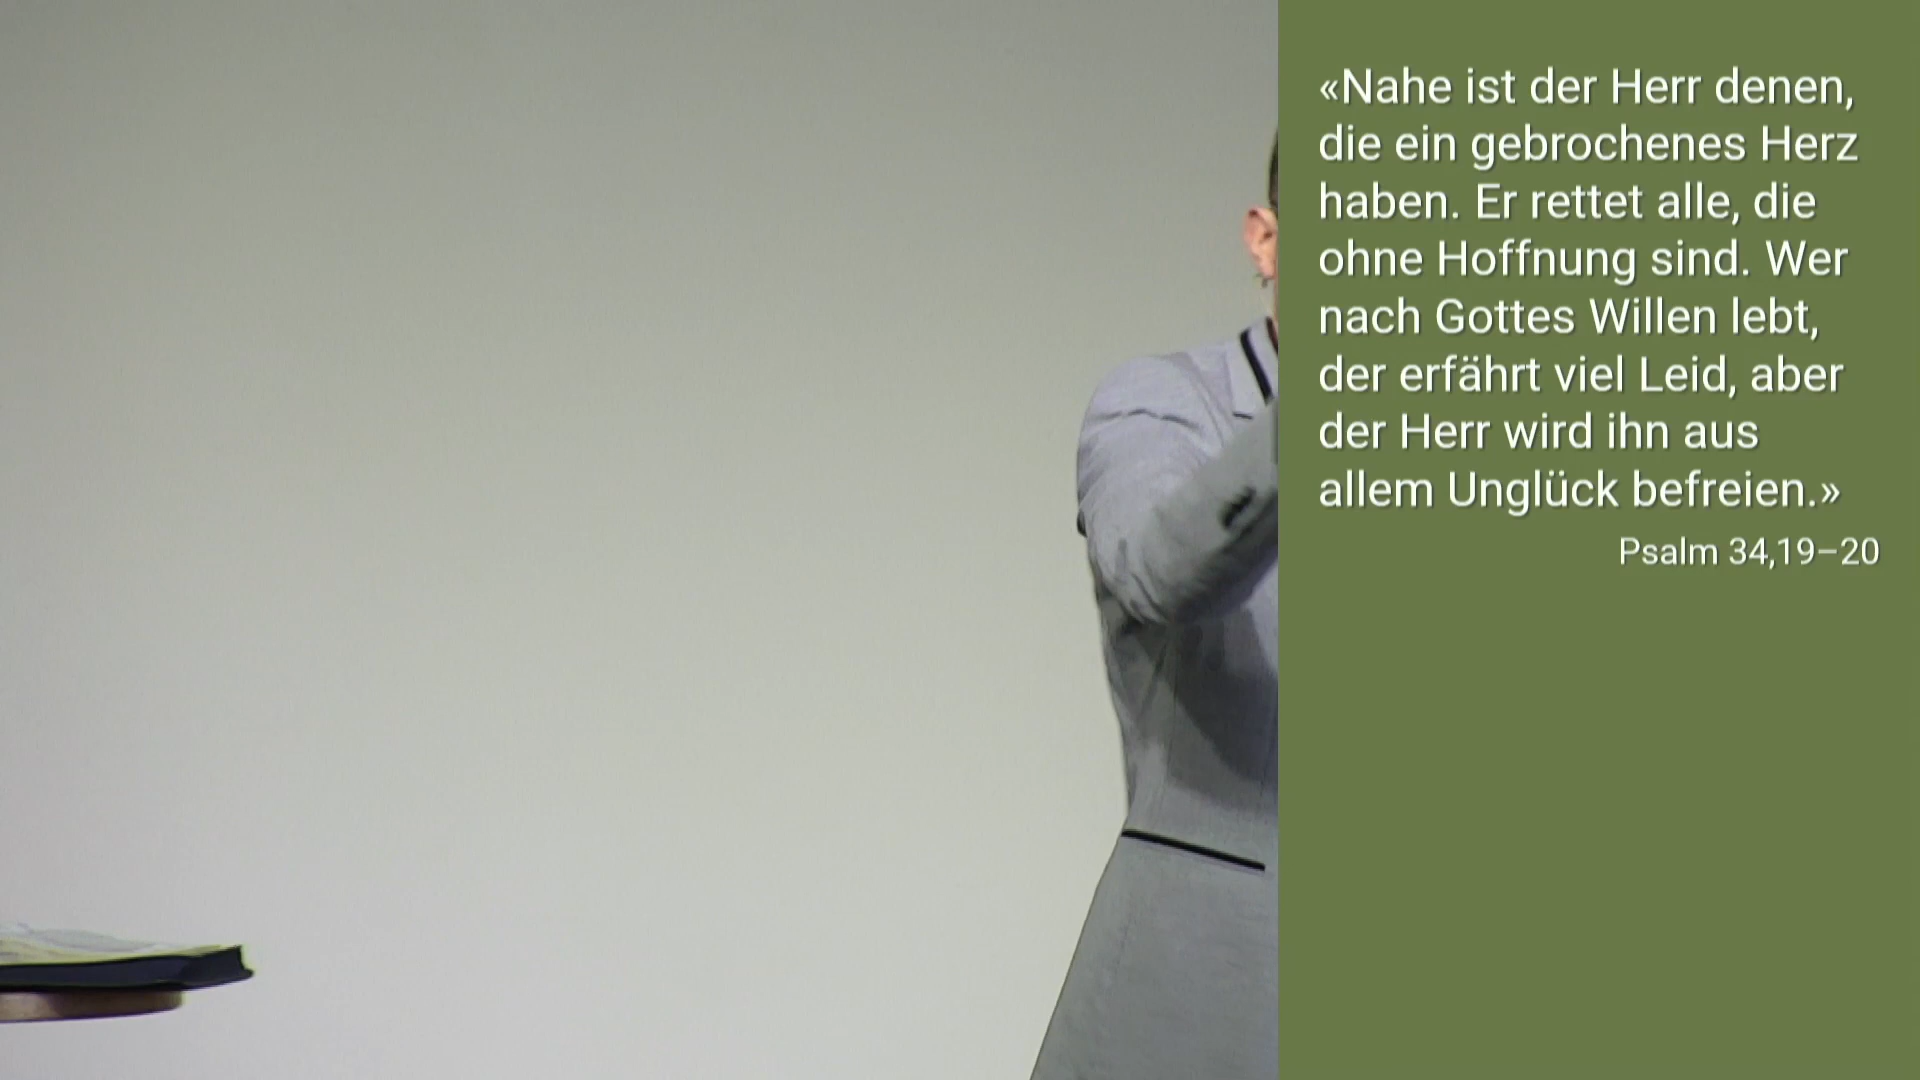 «Nahe ist der Herr denen,
die ein gebrochenes Herz
haben. Er rettet alle, die
ohne Hoffnung sind. Wer
nach Gottes Willen lebt,
der erfährt viel Leid, aber
der Herr wird ihn aus
allem Unglück befreien.»
Psalm 34,19–20